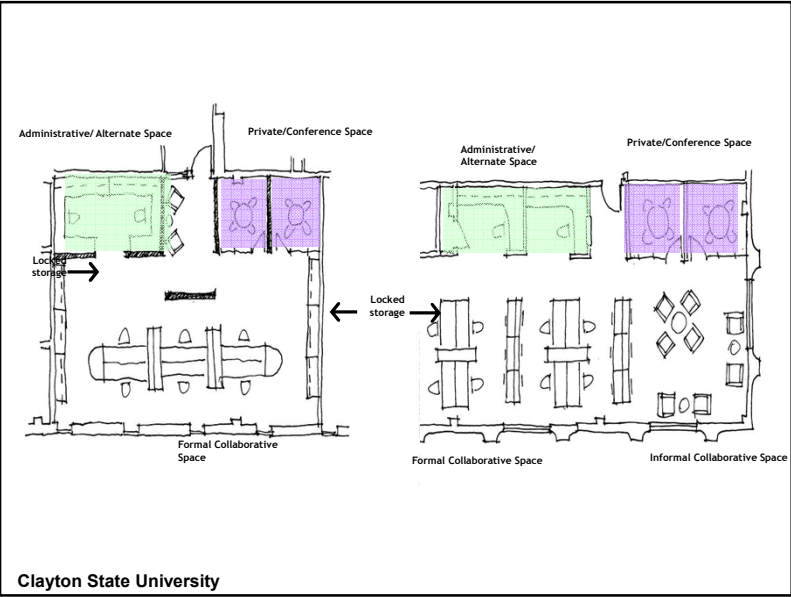 Administrative/ Alternate Space
Private/Conference Space
Administrative/
Alternate Space
Private/Conference Space
Locked
storage
Locked
storage
Formal Collaborative
Space
Formal Collaborative Space
Informal Collaborative Space
Clayton State University